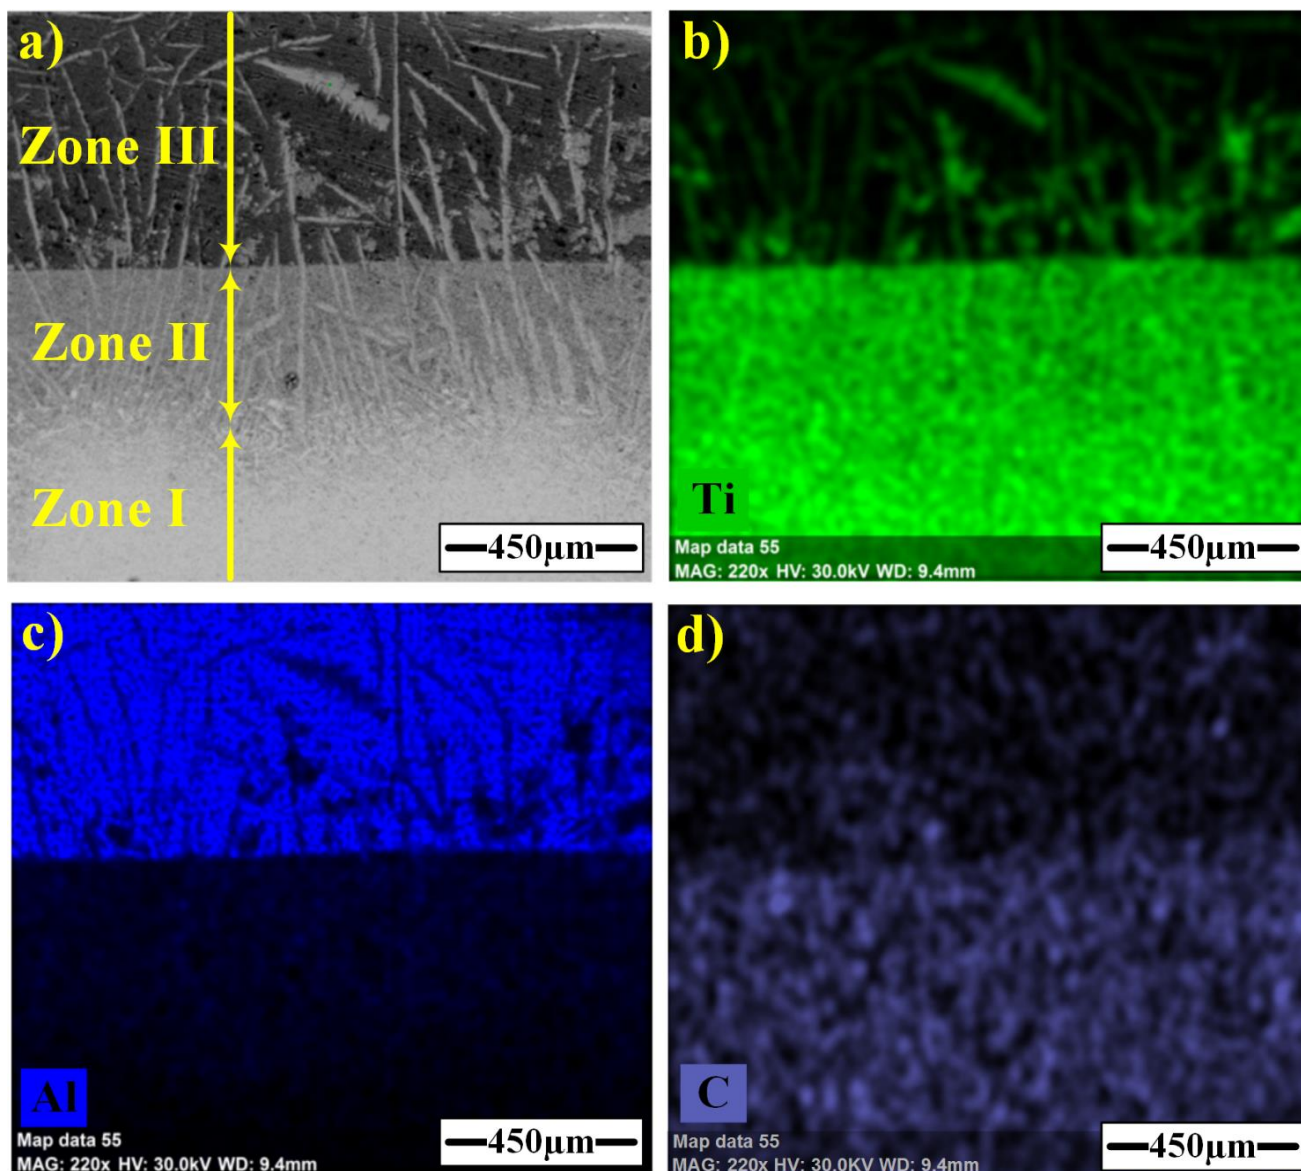 a)
Zone III
Zone II
Zone I
450µm
b)
Ti
Map data 55
MAG: 220x HV: 30.0kV WD: 9.4mm
450µm
c)
Al
Map data 55
MAG: 220x HV: 30.0kV WD: 9.4mm
450µm
d)
C
Map data 55
MAG: 220x HV: 30.0kV WD: 9.4mm
450µm